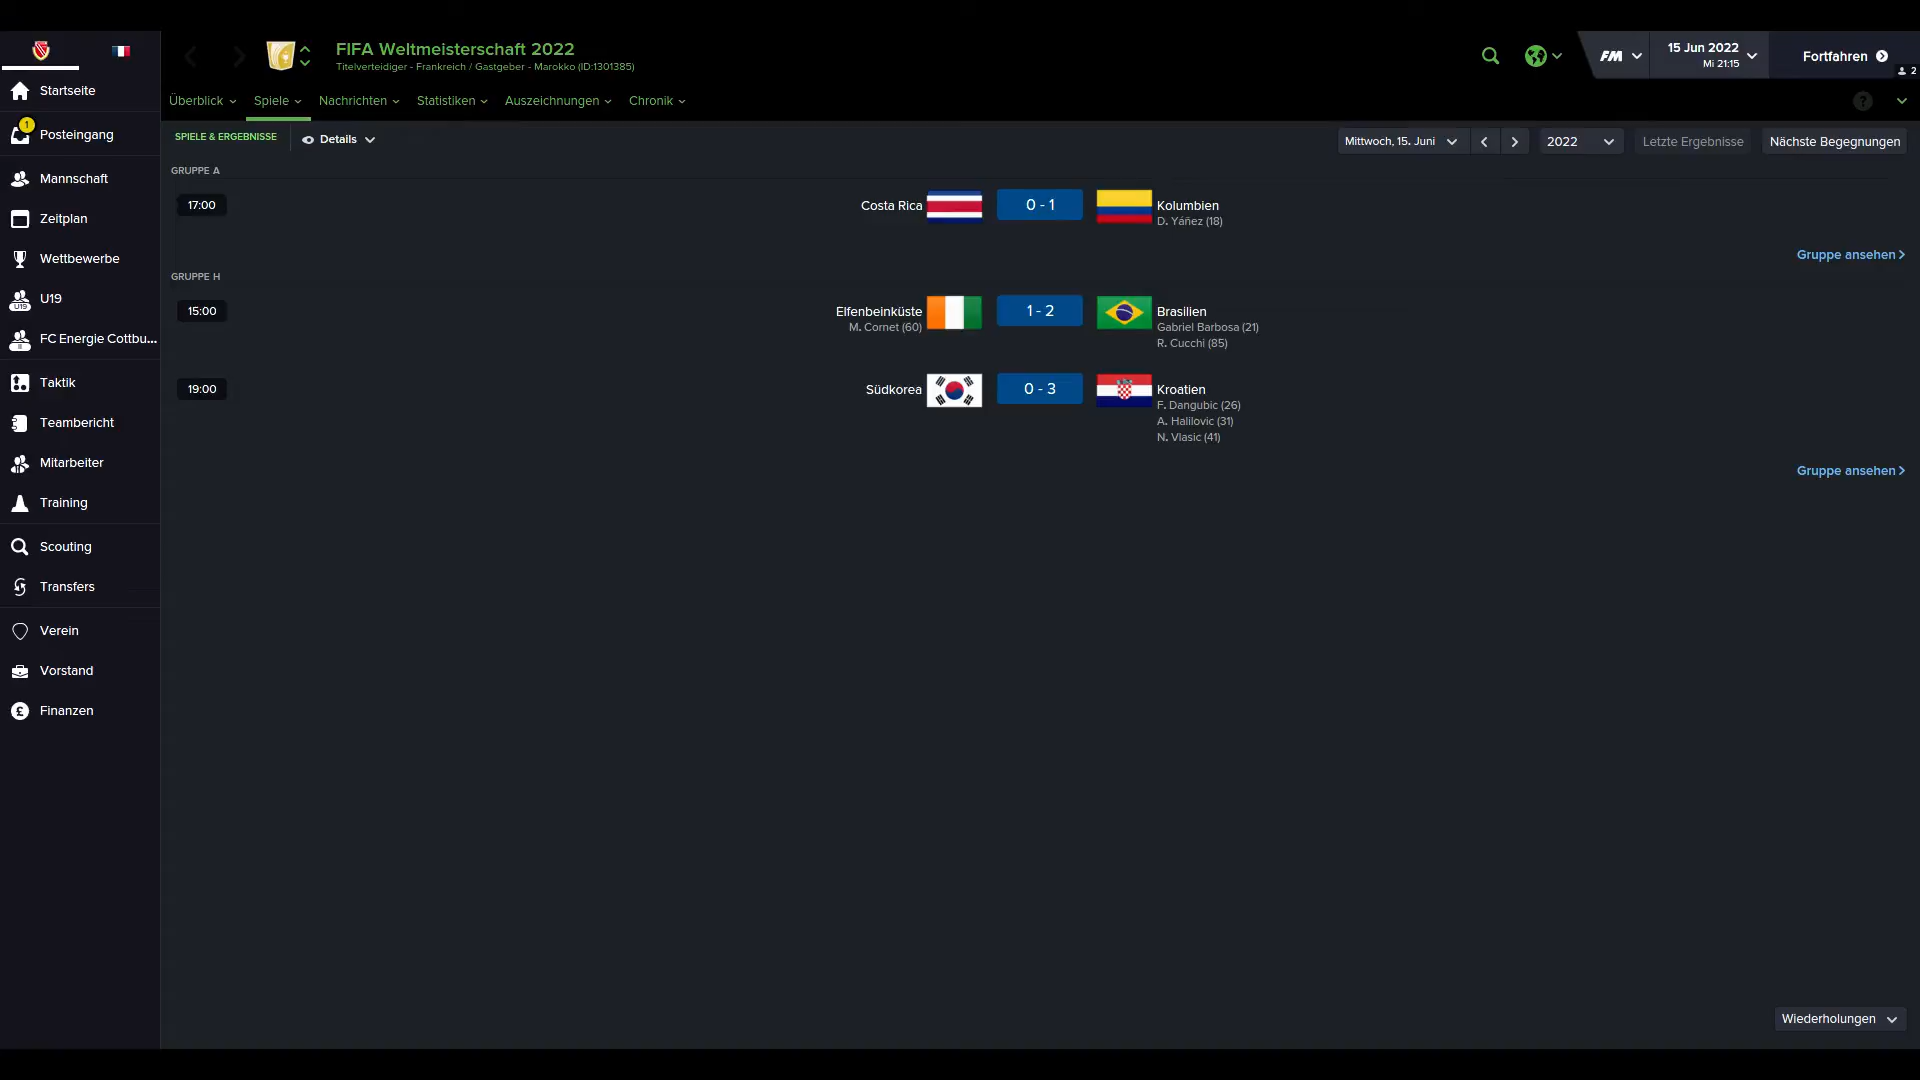 FIFA Weltmeisterschaft 2022
Titelverteidiger - Frankreich / Gastgeber - Marokko (ID:1301385)
FM
15 Jun 2022
Mi 21:15
Fortfahren
2
Überblick
Spiele
Nachrichten
Statistiken
Auszeichnungen
Chronik
?
SPIELE & ERGEBNISSE
Details
Mittwoch, 15. Juni
2022
Letzte Ergebnisse
Nächste Begegnungen
Startseite
1
Posteingang
Mannschaft
Zeitplan
Wettbewerbe
U19
U19
FC Energie Cottbu...
II
Taktik
Teambericht
Mitarbeiter
Training
Scouting
Transfers
Verein
Vorstand
£
Finanzen
GRUPPE A
17:00
Costa Rica
0 - 1
Kolumbien
D. Yáñez (18)
Gruppe ansehen
GRUPPE H
15:00
Elfenbeinküste
M. Cornet (60)
1 - 2
Brasilien
Gabriel Barbosa (21)
R. Cucchi (85)
19:00
Südkorea
0 - 3
Kroatien
F. Dangubic (26)
A. Halilovic (31)
N. Vlasic (41)
Gruppe ansehen
Wiederholungen